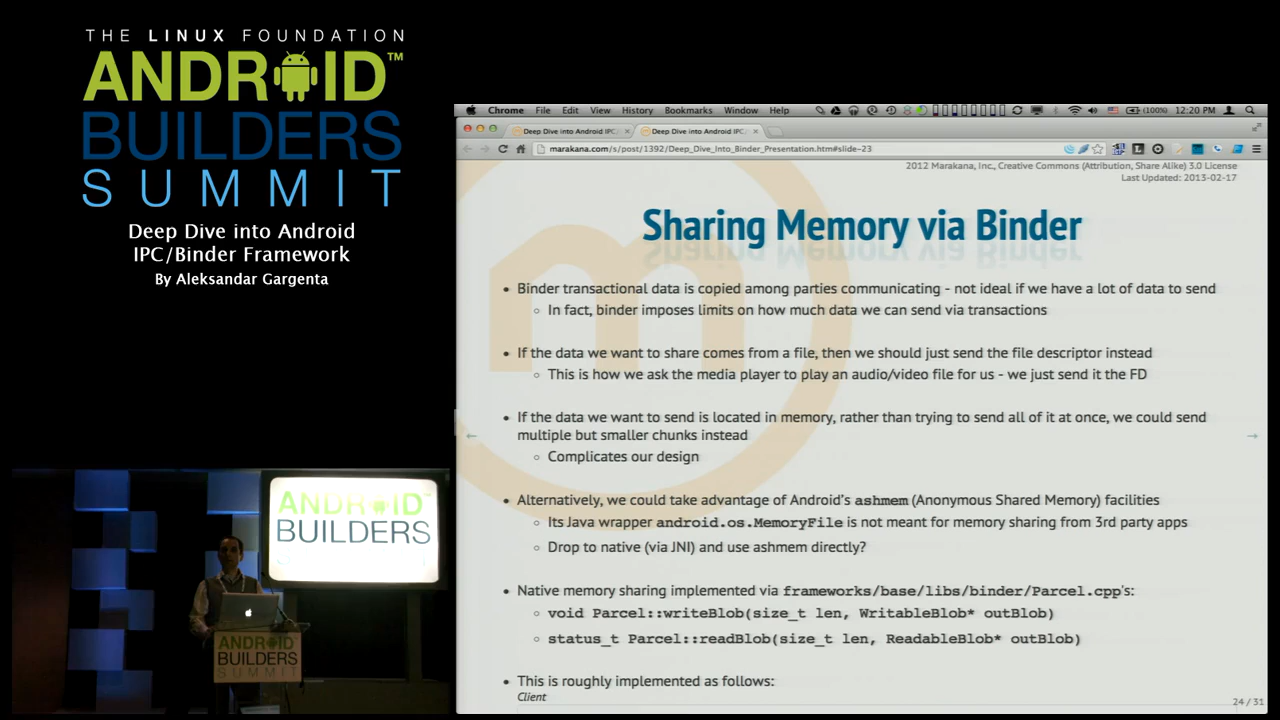 THE LINUX FOUNDATION
ANDROID™
BUILDERS
SUMMIT
Deep Dive into Android
IPC/Binder Framework
By Aleksandar Gargenta
ANDROID
BUILDERS
ANDROID
BUILDERS
SUMMIT
Chrome File Edit View History Bookmarks Window Help (100%) 12:20 PM
Deep Dive into Android IPC/ × Deep Dive into Android IPC/ ×
marakana.com/s/post/1392/Deep_Dive_Into_Binder_Presentation.htm#slide-23
2012 Marakana, Inc., Creative Commons (Attribution, Share Alike) 3.0 License
Last Updated: 2013-02-17
Sharing Memory via Binder
• Binder transactional data is copied among parties communicating - not ideal if we have a lot of data to send
○ In fact, binder imposes limits on how much data we can send via transactions
• If the data we want to share comes from a file, then we should just send the file descriptor instead
○ This is how we ask the media player to play an audio/video file for us - we just send it the FD
• If the data we want to send is located in memory, rather than trying to send all of it at once, we could send
multiple but smaller chunks instead
○ Complicates our design
• Alternatively, we could take advantage of Android's ashmem (Anonymous Shared Memory) facilities
○ Its Java wrapper android.os.MemoryFile is not meant for memory sharing from 3rd party apps
○ Drop to native (via JNI) and use ashmem directly?
• Native memory sharing implemented via frameworks/base/libs/binder/Parcel.cpp's:
○ void Parcel::writeBlob(size_t len, WritableBlob* outBlob)
○ status_t Parcel::readBlob(size_t len, ReadableBlob* outBlob)
• This is roughly implemented as follows:
Client
24 / 31